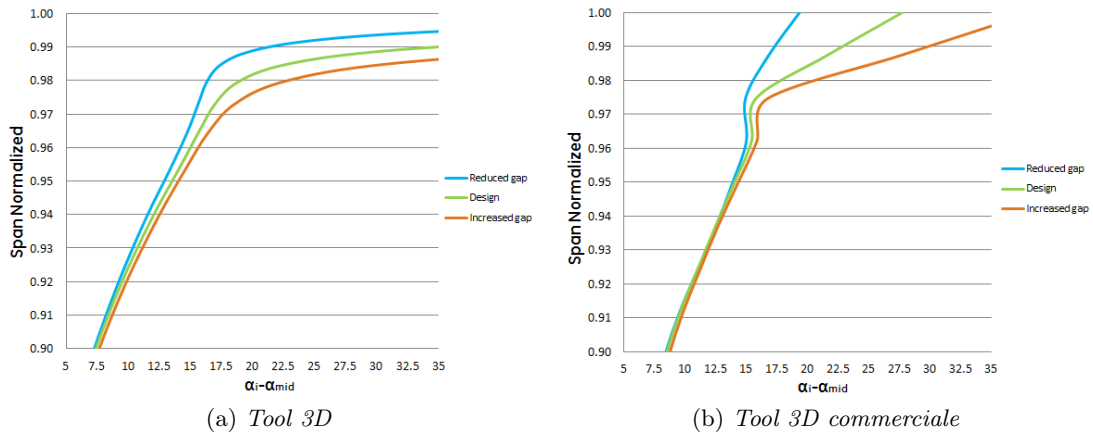 1.00
0.99
0.98
0.97
0.96
0.95
0.94
0.93
0.92
0.91
0.90
Span Normalized
5 7.5 10 12.5 15 17.5 20 22.5 25 27.5 30 32.5 35
αi-αmid
Reduced gap
Design
Increased gap
(a) Tool 3D
1.00
0.99
0.98
0.97
0.96
0.95
0.94
0.93
0.92
0.91
0.90
Span Normalized
5 7.5 10 12.5 15 17.5 20 22.5 25 27.5 30 32.5 35
αi-αmid
Reduced gap
Design
Increased gap
(b) Tool 3D commerciale